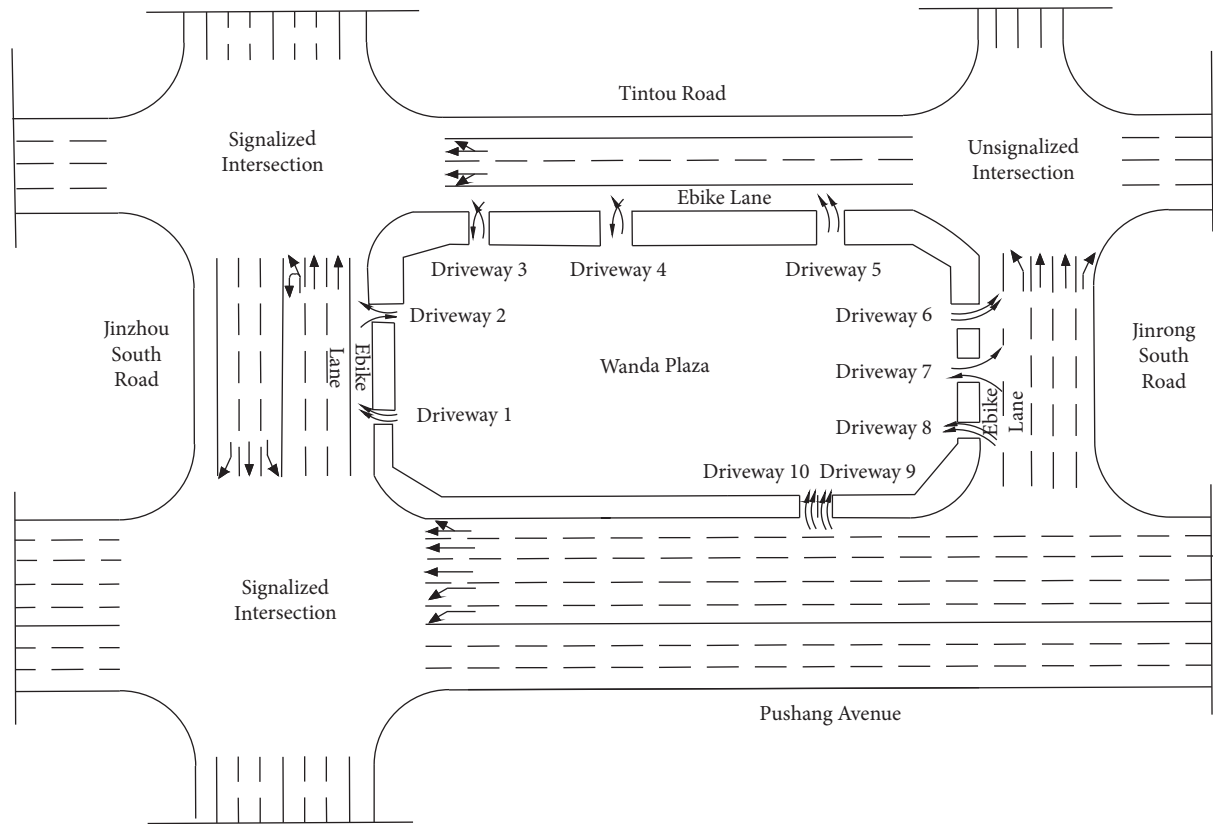 Tintou Road
Signalized
Intersection
Unsignalized
Intersection
Ebike Lane
Driveway 3
Driveway 4
Driveway 5
Driveway 2
Driveway 6
Jinzhou
South
Road
Ebike
Lane
Wanda Plaza
Driveway 7
Jinrong
South
Road
Driveway 1
Driveway 8
Ebike
Lane
Driveway 10
Driveway 9
Signalized
Intersection
Pushang Avenue